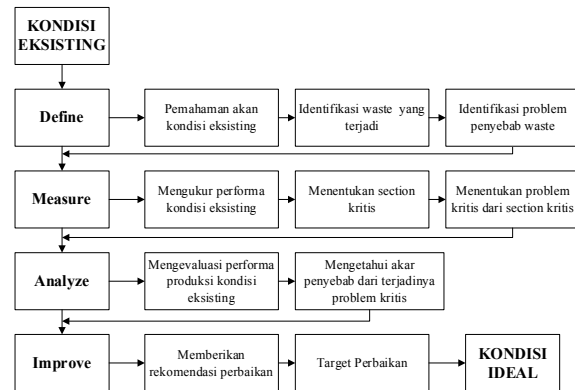 KONDISI
EKSISTING
Define
Pemahaman akan
kondisi eksisting
Identifikasi waste yang
terjadi
Identifikasi problem
penyebab waste
Measure
Mengukur performa
kondisi eksisting
Menentukan section
kritis
Menentukan problem
kritis dari section kritis
Analyze
Mengevaluasi performa
produksi kondisi
eksisting
Mengetahui akar
penyebab dari terjadinya
problem kritis
Improve
Memberikan
rekomendasi perbaikan
Target Perbaikan
KONDISI
IDEAL